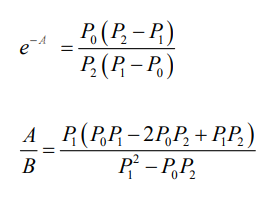 e^{-A} = \frac{P_0(P_2 - P_1)}{P_2(P_1 - P_0)}
\frac{A}{B} = \frac{P_1(P_0P_1 - 2P_0P_2 + P_1P_2)}{P_1^2 - P_0P_2}